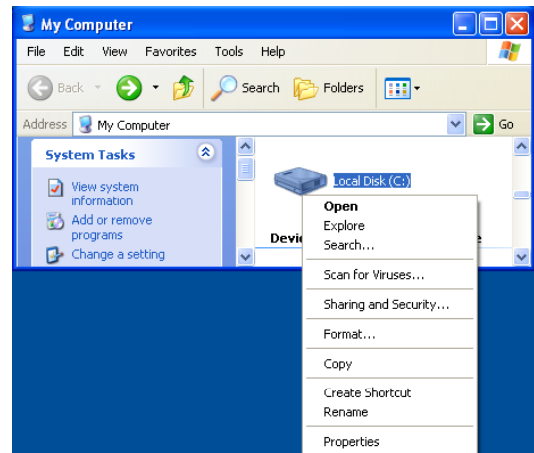 My Computer
File Edit View Favorites Tools Help
Back Search Folders
Address My Computer Go
System Tasks
View system
information
Add or remove
programs
Change a setting
Local Disk (C:)
Open
Explore
Search...
Scan for Viruses...
Sharing and Security...
Format...
Copy
Create Shortcut
Rename
Properties